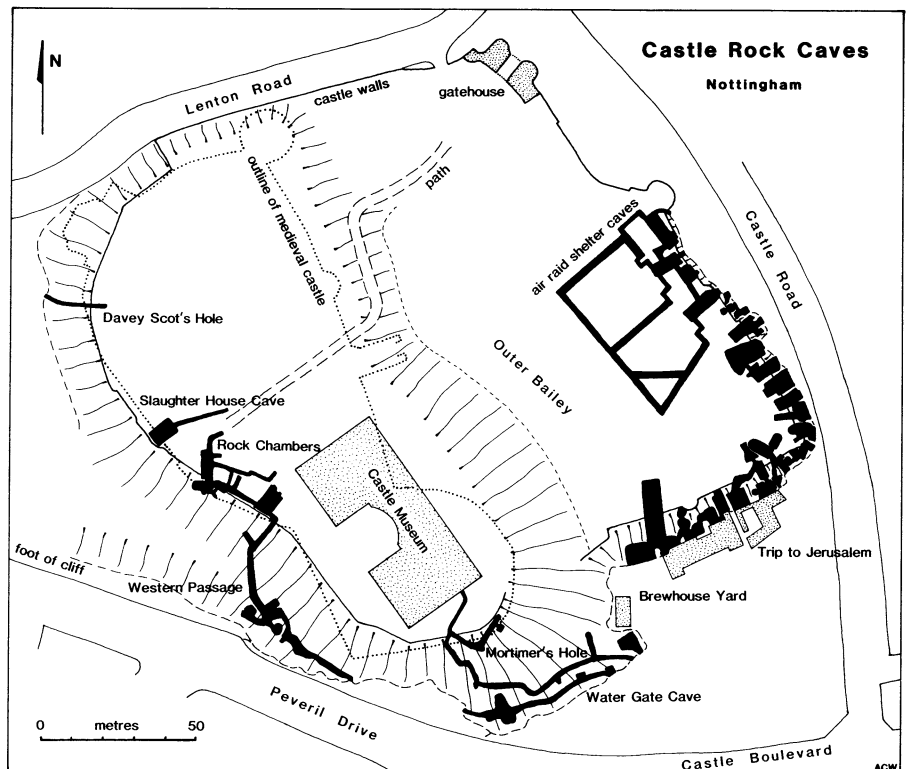 Castle Rock Caves
Nottingham
N
Lenton Road
castle walls
gatehouse
outline of medieval castle
path
air raid shelter caves
Castle Road
Davey Scot's Hole
Outer Bailey
Slaughter House Cave
Rock Chambers
Castle Museum
foot of cliff
Western Passage
Trip to Jerusalem
Brewhouse Yard
Mortimer's Hole
Water Gate Cave
Peveril Drive
0 metres 50
Castle Boulevard
ACW